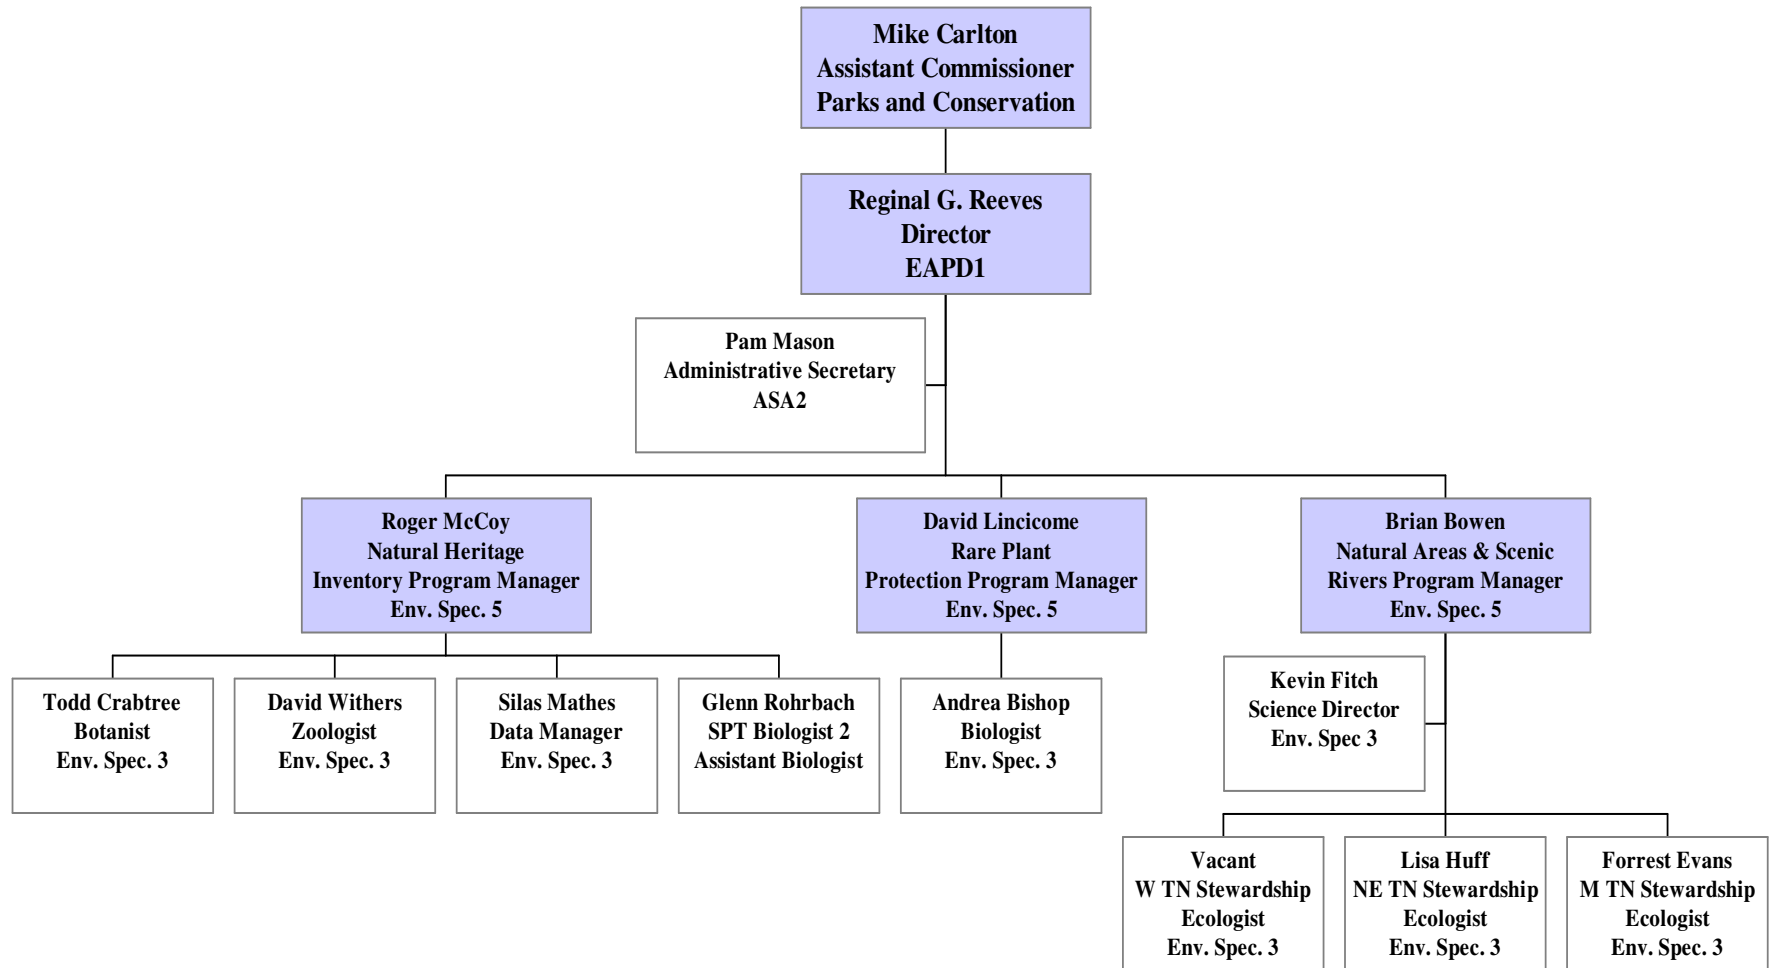 Mike Carlton
Assistant Commissioner
Parks and Conservation
Reginal G. Reeves
Director
EAPD1
Pam Mason
Administrative Secretary
ASA2
Roger McCoy
Natural Heritage
Inventory Program Manager
Env. Spec. 5
David Lincicome
Rare Plant
Protection Program Manager
Env. Spec. 5
Brian Bowen
Natural Areas & Scenic
Rivers Program Manager
Env. Spec. 5
Todd Crabtree
Botanist
Env. Spec. 3
David Withers
Zoologist
Env. Spec. 3
Silas Mathes
Data Manager
Env. Spec. 3
Glenn Rohrbach
SPT Biologist 2
Assistant Biologist
Andrea Bishop
Biologist
Env. Spec. 3
Kevin Fitch
Science Director
Env. Spec 3
Vacant
W TN Stewardship
Ecologist
Env. Spec. 3
Lisa Huff
NE TN Stewardship
Ecologist
Env. Spec. 3
Forrest Evans
M TN Stewardship
Ecologist
Env. Spec. 3